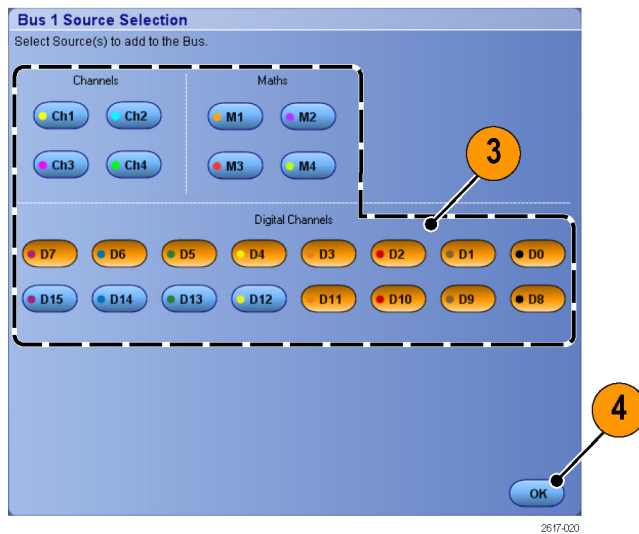 Bus 1 Source Selection
Select Source(s) to add to the Bus.
Channels Maths
Ch1 Ch2 M1 M2
Ch3 Ch4 M3 M4
3
Digital Channels
D7 D6 D5 D4 D3 D2 D1 D0
D15 D14 D13 D12 D11 D10 D9 D8
4
OK
2617-020